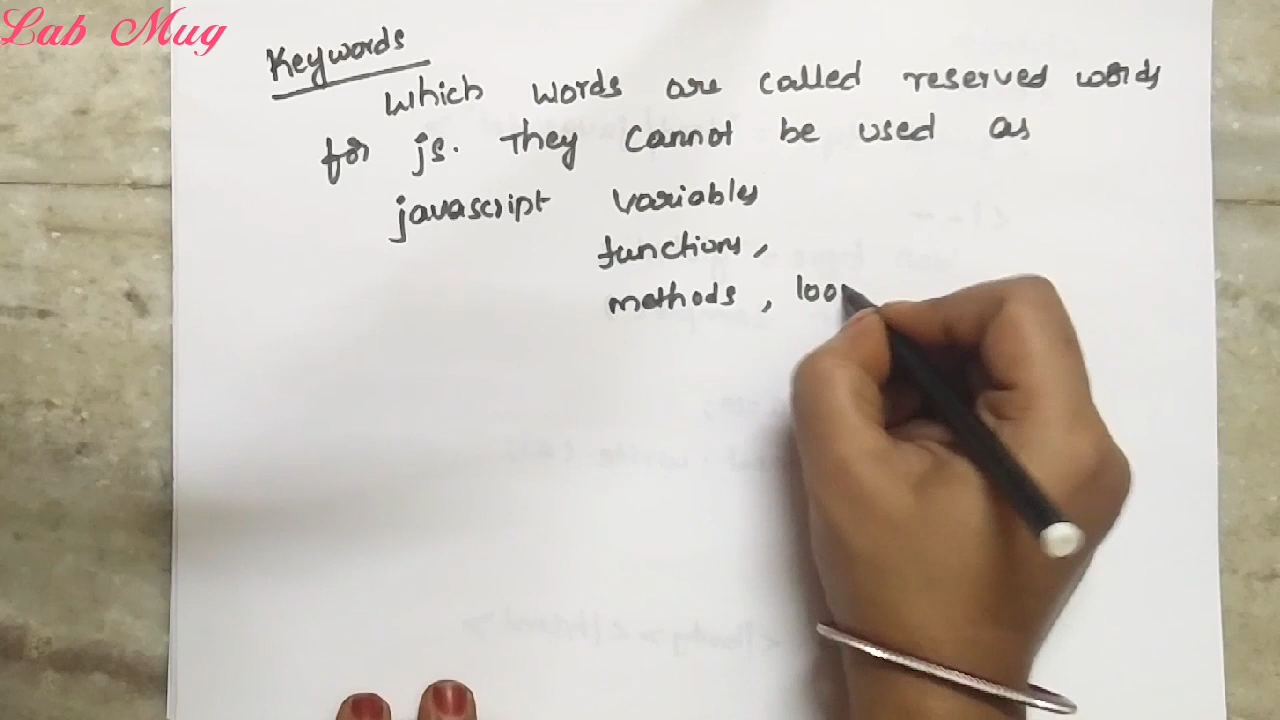 Lab Mug
Keywords
Which words are called reserved words
for js. They cannot be used as
javascript variables
functions,
methods, loo